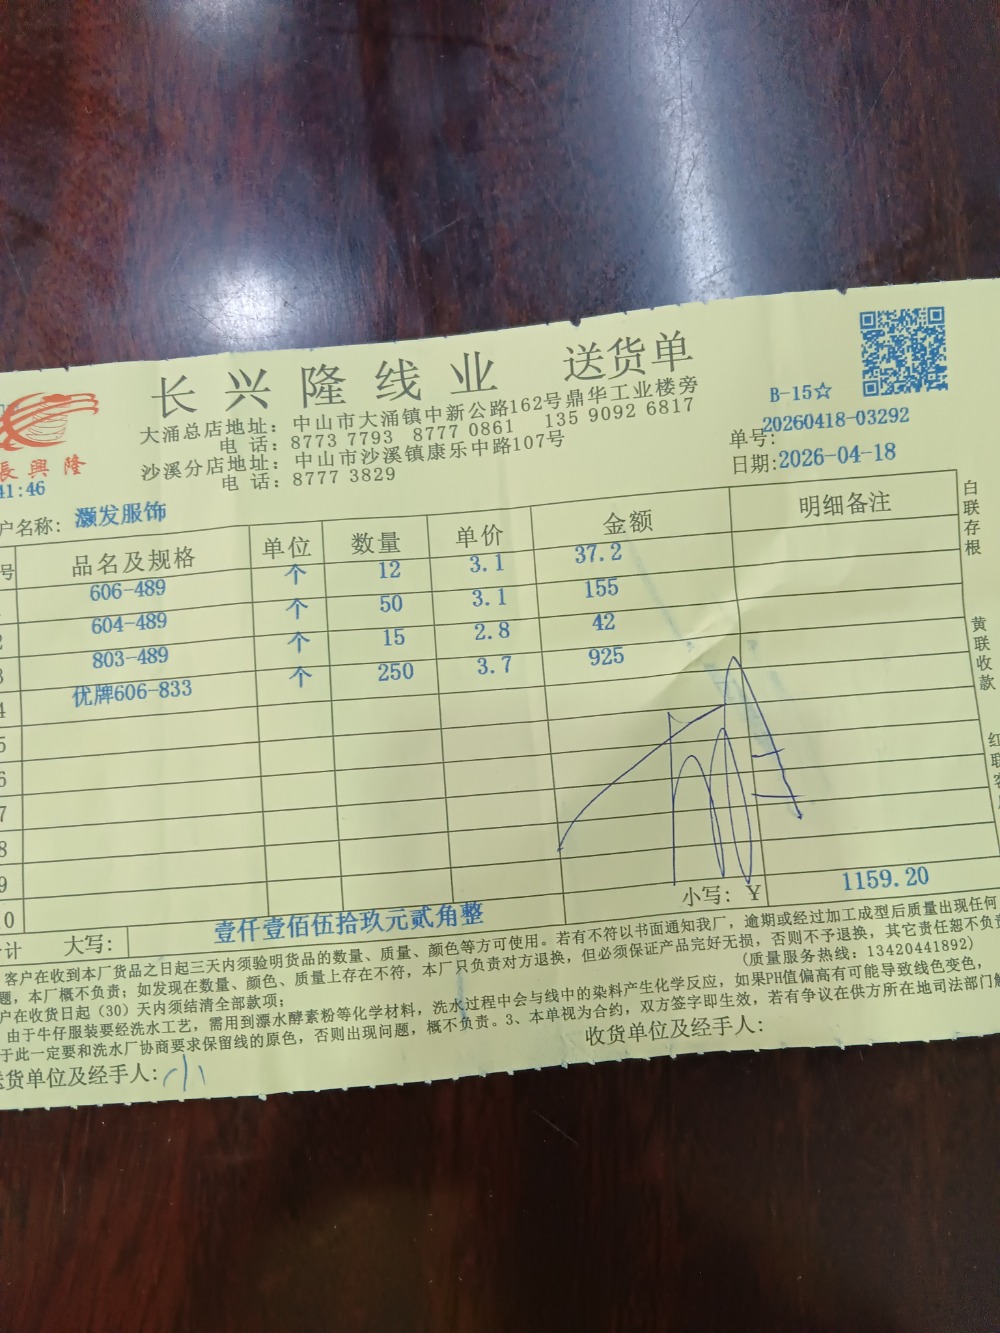 長興隆
长兴隆线业 送货单
大涌总店地址：中山市大涌镇中新公路162号鼎华工业楼旁
电 话：8773 7793 8777 0861 135 9092 6817
沙溪分店地址：中山市沙溪镇康乐中路107号
电 话：8777 3829
B-15☆
单号：20260418-03292
日期：2026-04-18
41:46
户名称：灏发服饰
号 品名及规格 单位 数量 单价 金额 明细备注
606-489 个 12 3.1 37.2
2 604-489 个 50 3.1 155
3 803-489 个 15 2.8 42
4 优牌606-833 个 250 3.7 925
5
6
7
8
9
10
计 大写：壹仟壹佰伍拾玖元贰角整 小写：¥ 1159.20
客户在收到本厂货品之日起三天内须验明货品的数量、质量、颜色等方可使用。若有不符以书面通知我厂，逾期或经过加工成型后质量出现任何
题，本厂概不负责；如发现在数量、颜色、质量上存在不符，本厂只负责对方退换，但必须保证产品完好无损，否则不予退换，其它责任恕不负责
户在收货日起（30）天内须结清全部款项；（质量服务热线：13420441892）
由于牛仔服装要经洗水工艺，需用到漂水酵素粉等化学材料，洗水过程中会与线中的染料产生化学反应，如果PH值偏高有可能导致线色变色，
于此一定要和洗水厂协商要求保留线的原色，否则出现问题，概不负责。3、本单视为合约，双方签字即生效，若有争议在供方所在地司法部门解
送货单位及经手人：小 收货单位及经手人：
白联存根
黄联收款
红联客